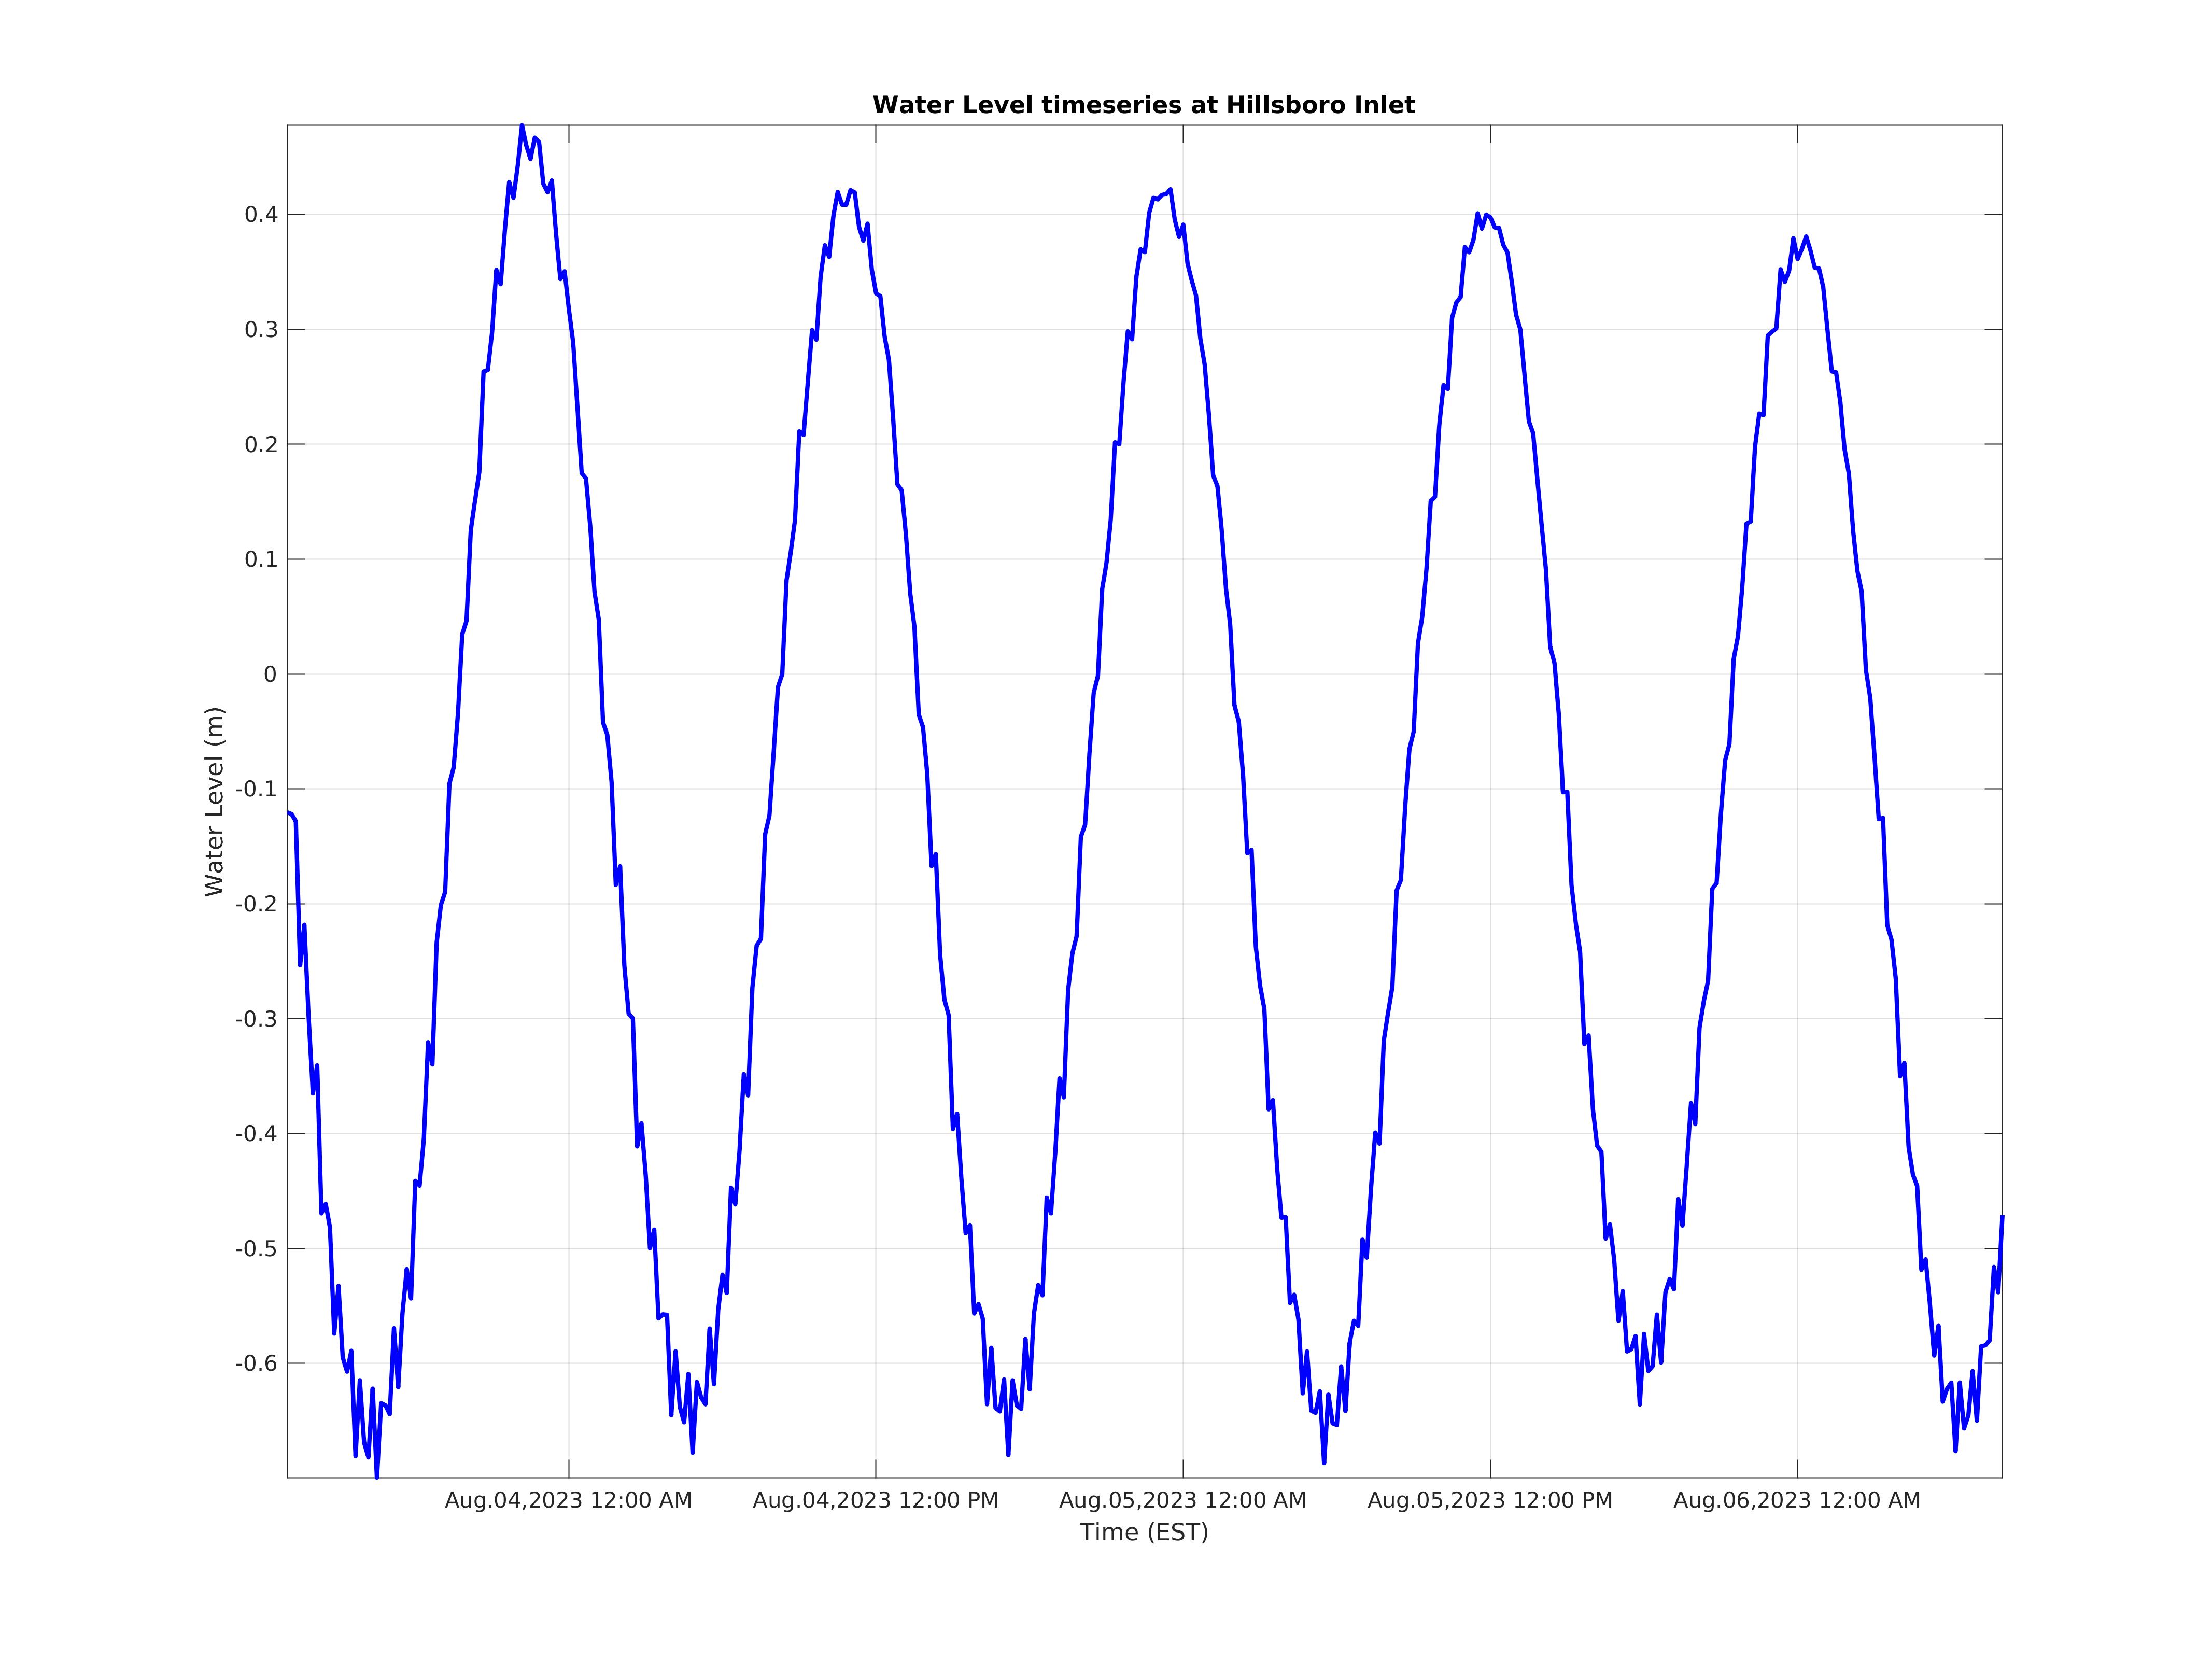 Water Level timeseries at Hillsboro Inlet
0.4
0.3
0.2
0.1
0
-0.1
-0.2
-0.3
-0.4
-0.5
-0.6
Water Level (m)
Aug.04,2023 12:00 AM
Aug.04,2023 12:00 PM
Aug.05,2023 12:00 AM
Aug.05,2023 12:00 PM
Aug.06,2023 12:00 AM
Time (EST)